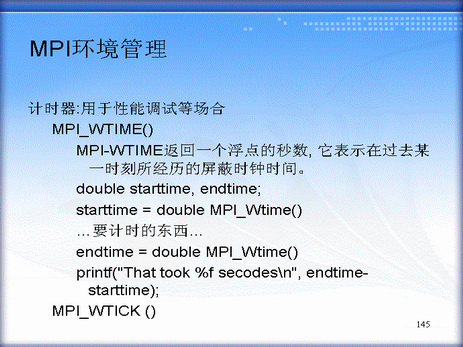 MPI环境管理
计时器:用于性能调试等场合
MPI_WTIME()
MPI-WTIME返回一个浮点的秒数, 它表示在过去某
一时刻所经历的屏蔽时钟时间。
double starttime, endtime;
starttime = double MPI_Wtime()
…要计时的东西…
endtime = double MPI_Wtime()
printf("That took %f secodes\n", endtime-
starttime);
MPI_WTICK ()
145